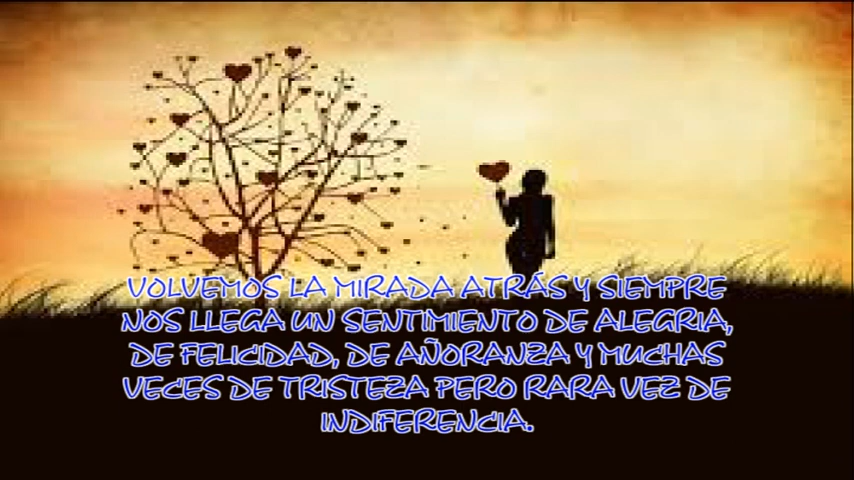 VOLVEMOS LA MIRADA ATRÁS Y SIEMPRE
NOS LLEGA UN SENTIMIENTO DE ALEGRIA,
DE FELICIDAD, DE AÑORANZA Y MUCHAS
VECES DE TRISTEZA PERO RARA VEZ DE
INDIFERENCIA.